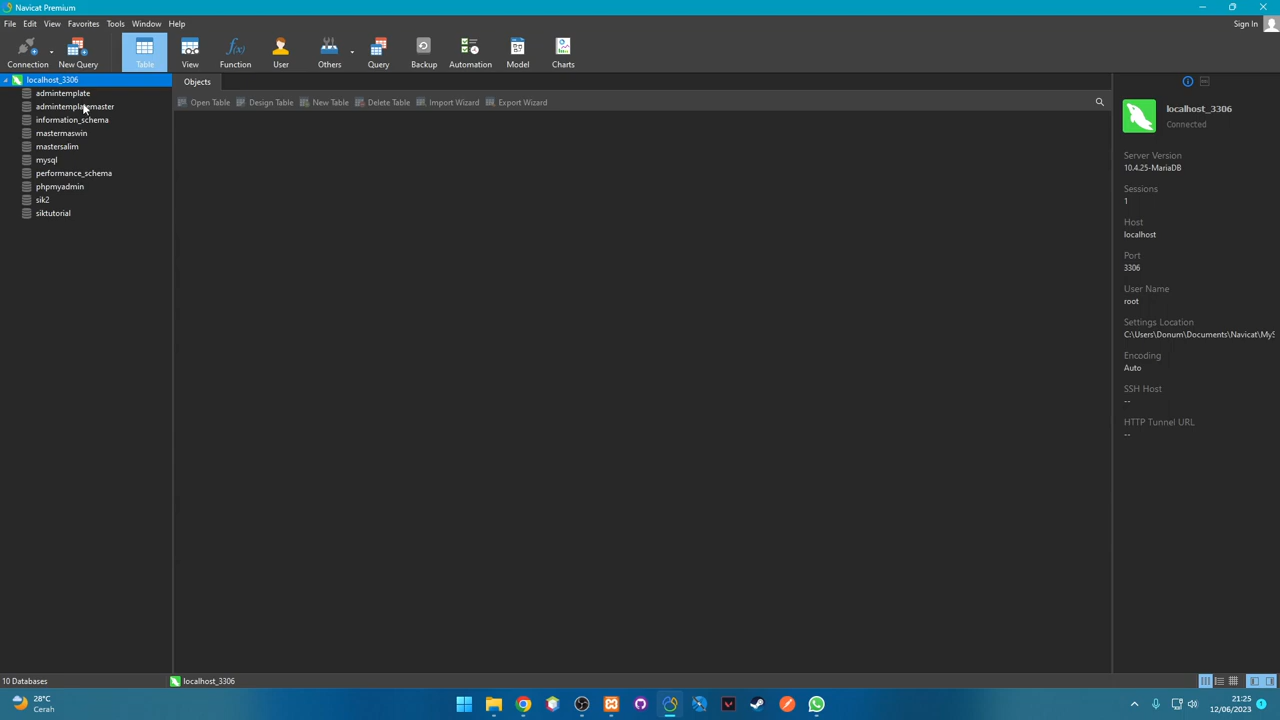 Navicat Premium
File Edit View Favorites Tools Window Help
Sign In
Connection New Query Table View Function User Others Query Backup Automation Model Charts
f(x)
localhost_3306
admintemplate
admintemplatemaster
information_schema
mastermaswin
mastersalim
mysql
performance_schema
phpmyadmin
sik2
siktutorial
Objects
Open Table Design Table New Table Delete Table Import Wizard Export Wizard
localhost_3306
Connected
Server Version
10.4.25-MariaDB
Sessions
1
Host
localhost
Port
3306
User Name
root
Settings Location
C:\Users\Donum\Documents\Navicat\MyS
Encoding
Auto
SSH Host
--
HTTP Tunnel URL
--
10 Databases
localhost_3306
28°C
Cerah
21:25
12/06/2023